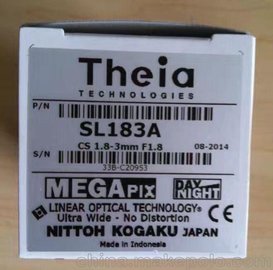 Theia
TECHNOLOGIES
P/N
SL183A
CS 1.8-3mm F1.8 08-2014
S/N
33B-C20953
MEGAPIX DAY NIGHT
LINEAR OPTICAL TECHNOLOGY®
Ultra Wide - No Distortion
CE
NITTOH KOGAKU JAPAN
Made in Indonesia